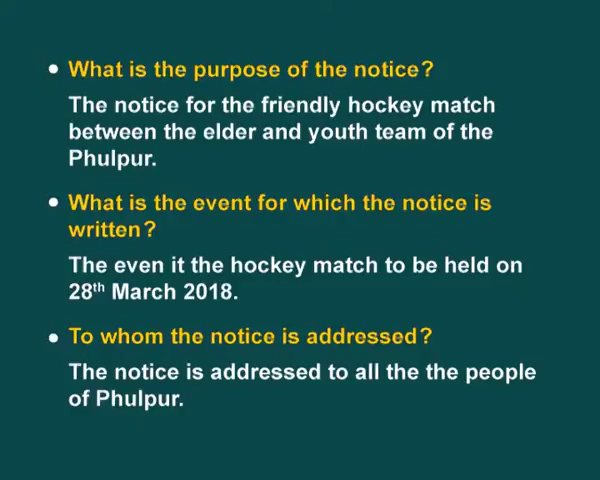 • What is the purpose of the notice?
The notice for the friendly hockey match
between the elder and youth team of the
Phulpur.
• What is the event for which the notice is
written?
The even it the hockey match to be held on
28th March 2018.
• To whom the notice is addressed?
The notice is addressed to all the the people
of Phulpur.